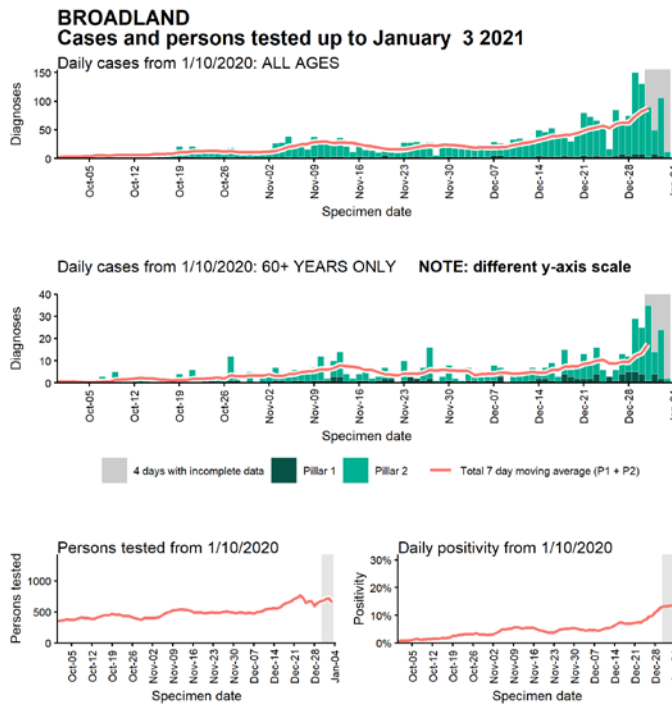 BROADLAND
Cases and persons tested up to January 3 2021
Daily cases from 1/10/2020: ALL AGES
150
100
50
0
Diagnoses
Oct-05
Oct-12
Oct-19
Oct-26
Nov-02
Nov-09
Nov-16
Nov-23
Nov-30
Dec-07
Dec-14
Dec-21
Dec-28
Specimen date
Daily cases from 1/10/2020: 60+ YEARS ONLY NOTE: different y-axis scale
40
30
20
10
0
Diagnoses
Oct-05
Oct-12
Oct-19
Oct-26
Nov-02
Nov-09
Nov-16
Nov-23
Nov-30
Dec-07
Dec-14
Dec-21
Dec-28
Specimen date
4 days with incomplete data Pillar 1 Pillar 2 Total 7 day moving average (P1 + P2)
Persons tested from 1/10/2020
1000
500
0
Persons tested
Oct-05
Oct-12
Oct-19
Oct-26
Nov-02
Nov-09
Nov-16
Nov-23
Nov-30
Dec-07
Dec-14
Dec-21
Dec-28
Jan-04
Specimen date
Daily positivity from 1/10/2020
30%
20%
10%
0%
Positivity
Oct-05
Oct-12
Oct-19
Oct-26
Nov-02
Nov-09
Nov-16
Nov-23
Nov-30
Dec-07
Dec-14
Dec-21
Dec-28
Specimen date